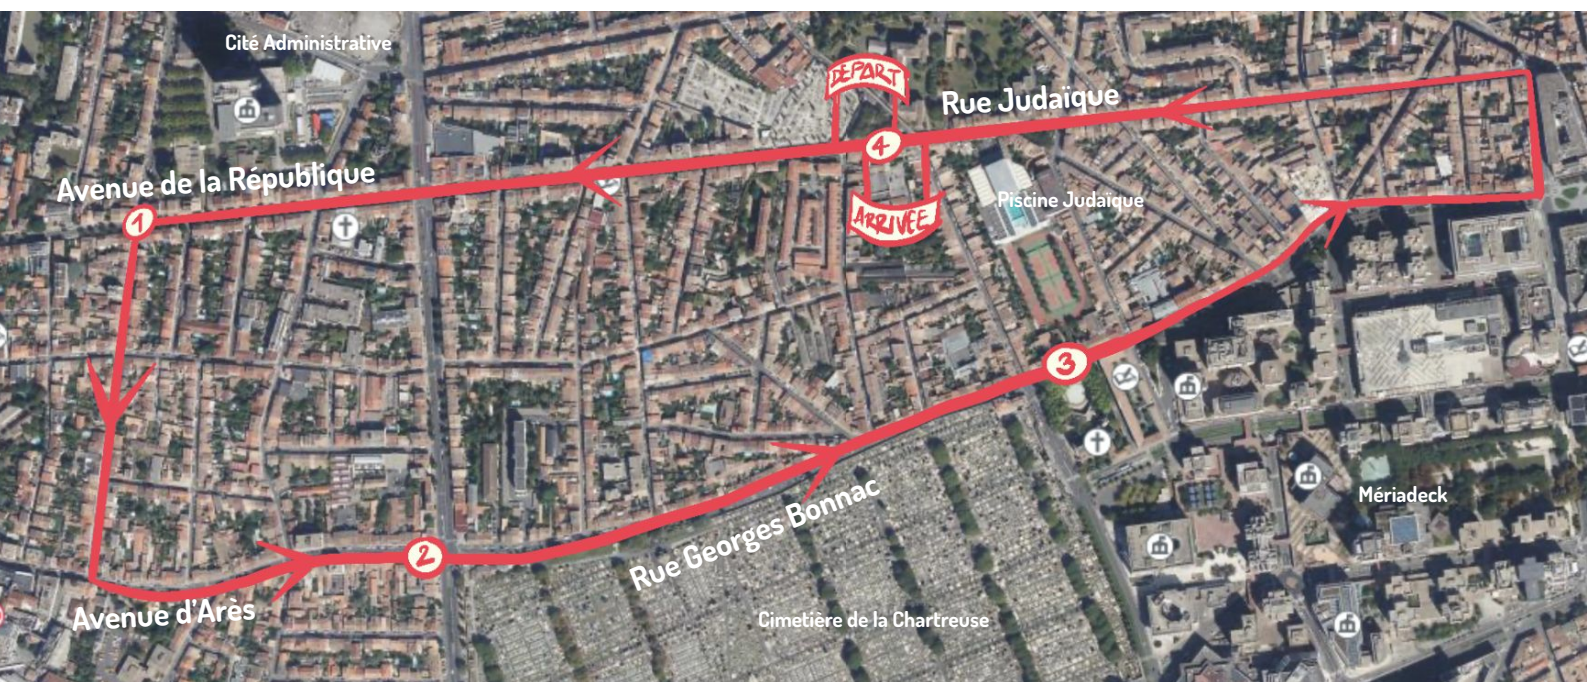 Cité Administrative
DÉPART
Rue Judaïque
4
Avenue de la République
Piscine Judaïque
1
ARRIVÉE
3
Rue Georges Bonnac
Mériadeck
2
Avenue d'Arès
Cimetière de la Chartreuse